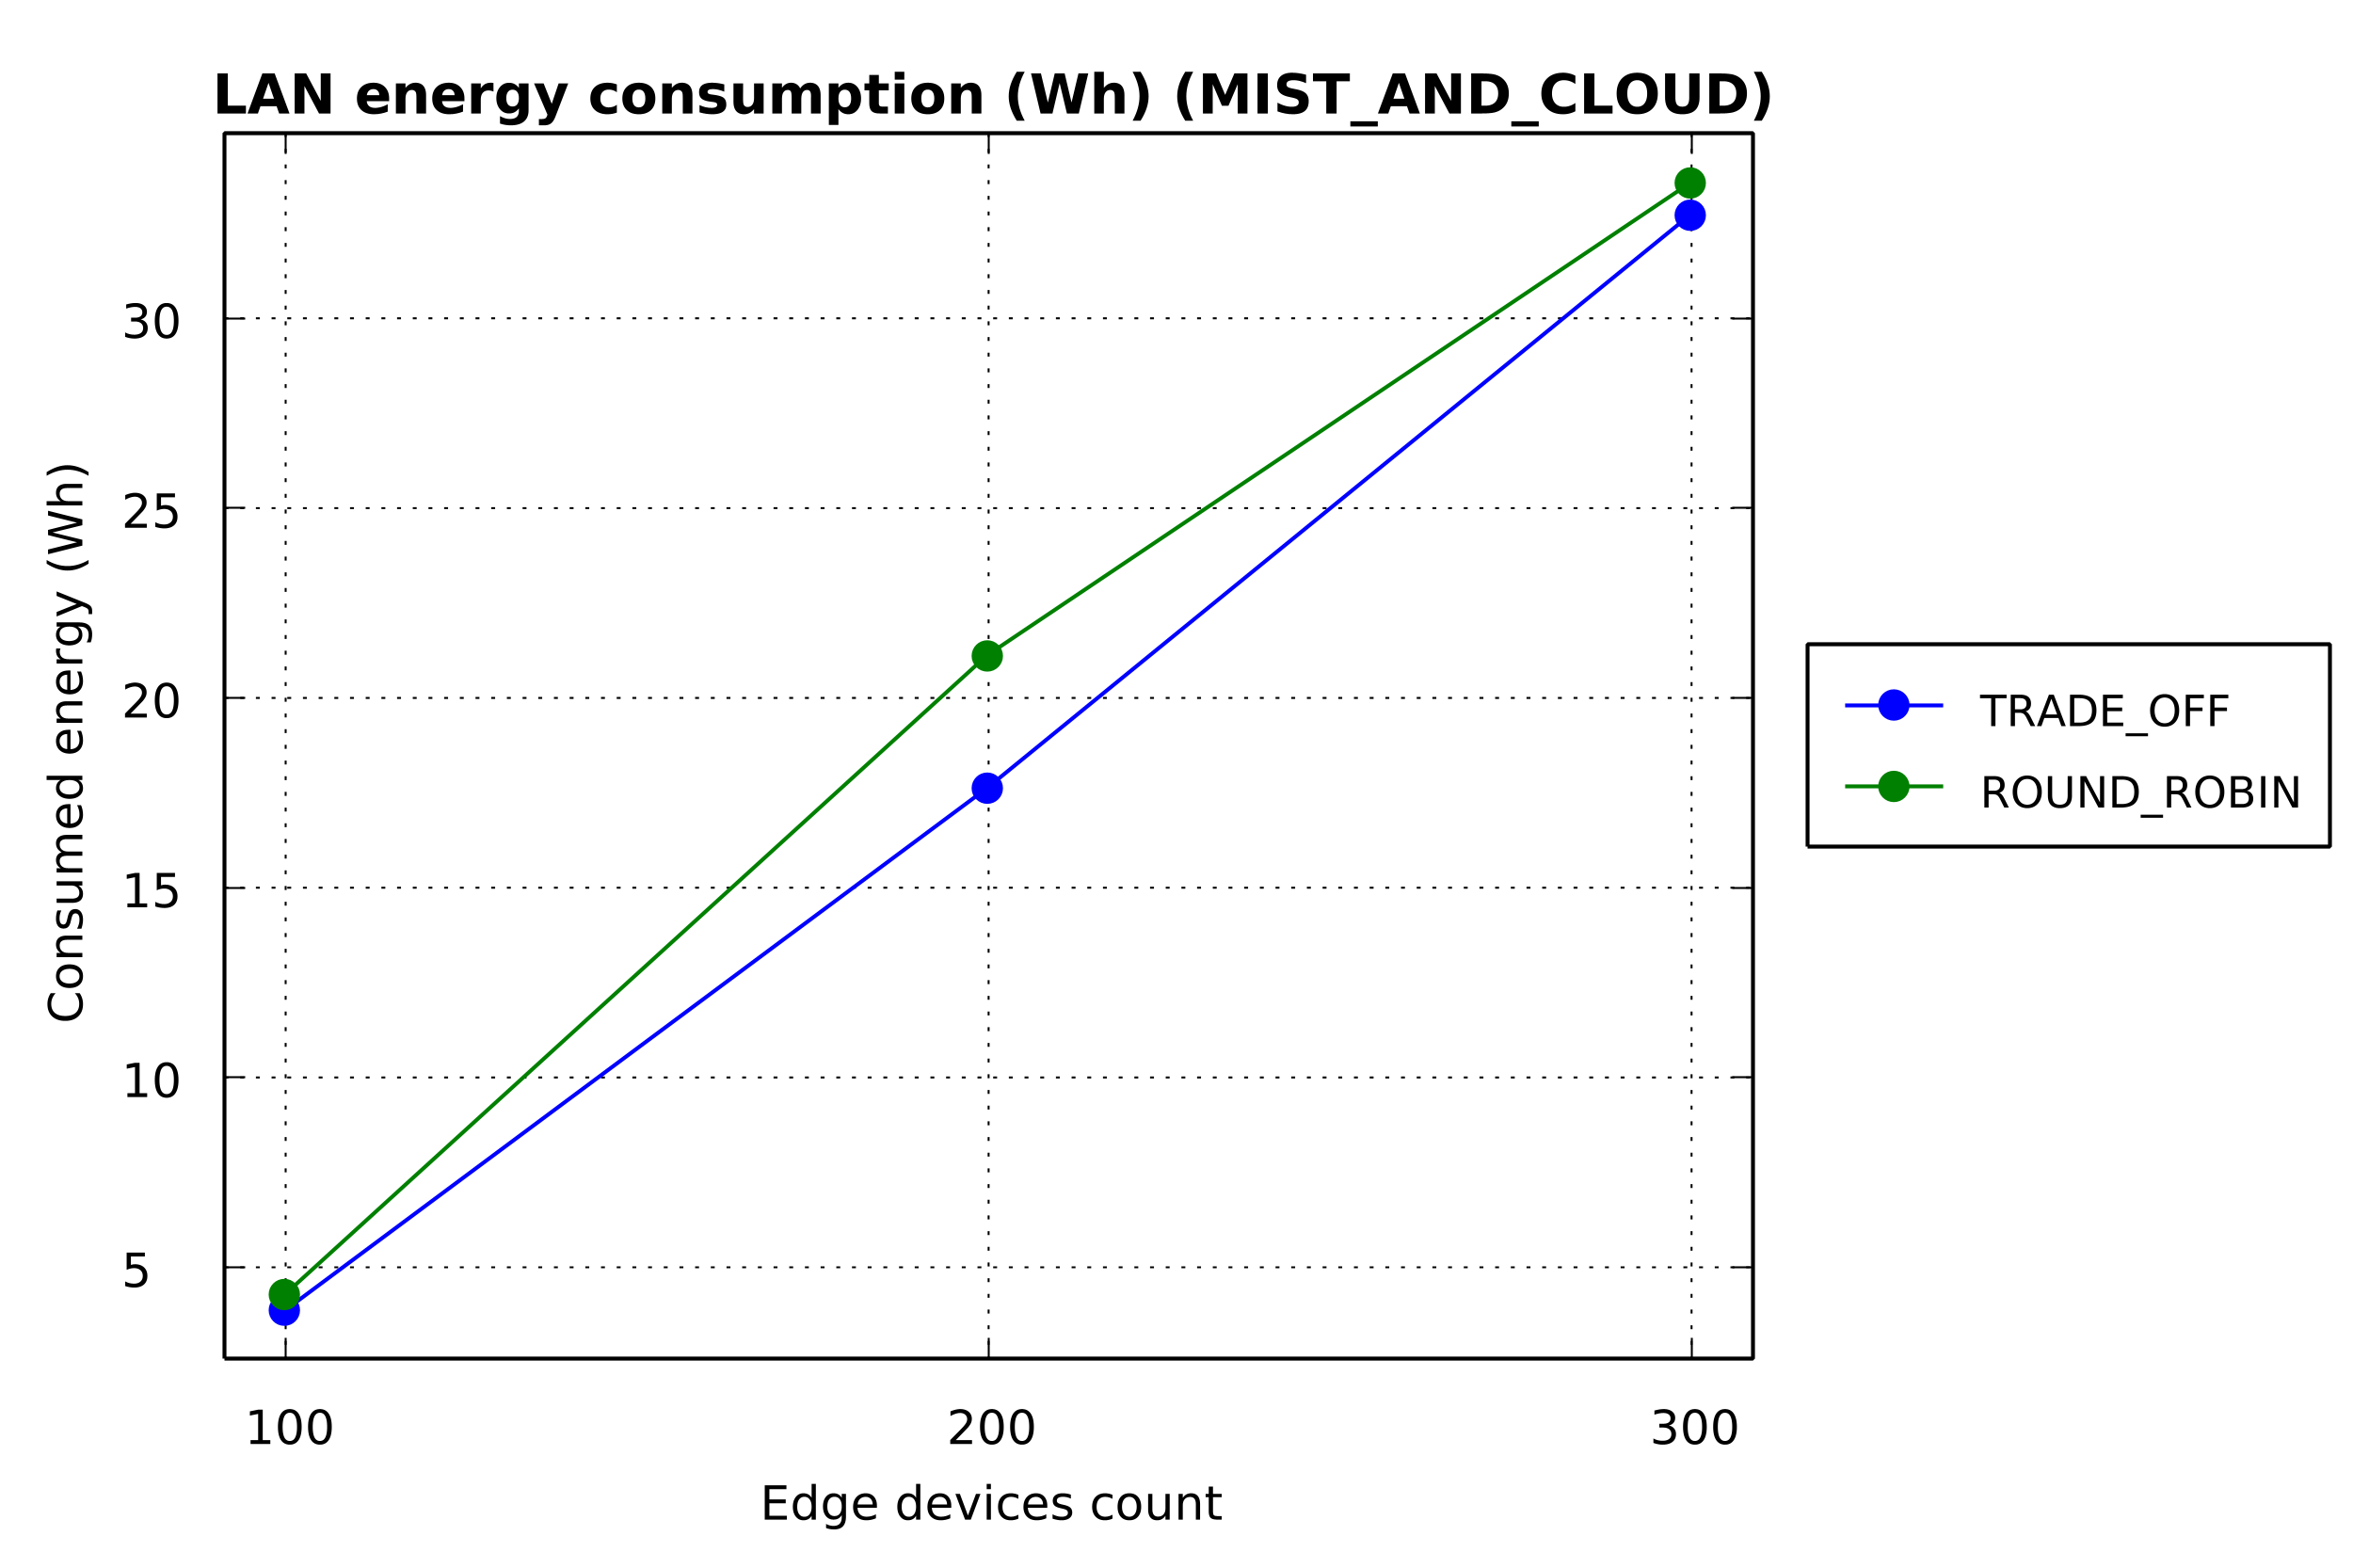 LAN energy consumption (Wh) (MIST_AND_CLOUD)
30
25
20
15
10
5
Consumed energy (Wh)
100 200 300
Edge devices count
TRADE_OFF
ROUND_ROBIN